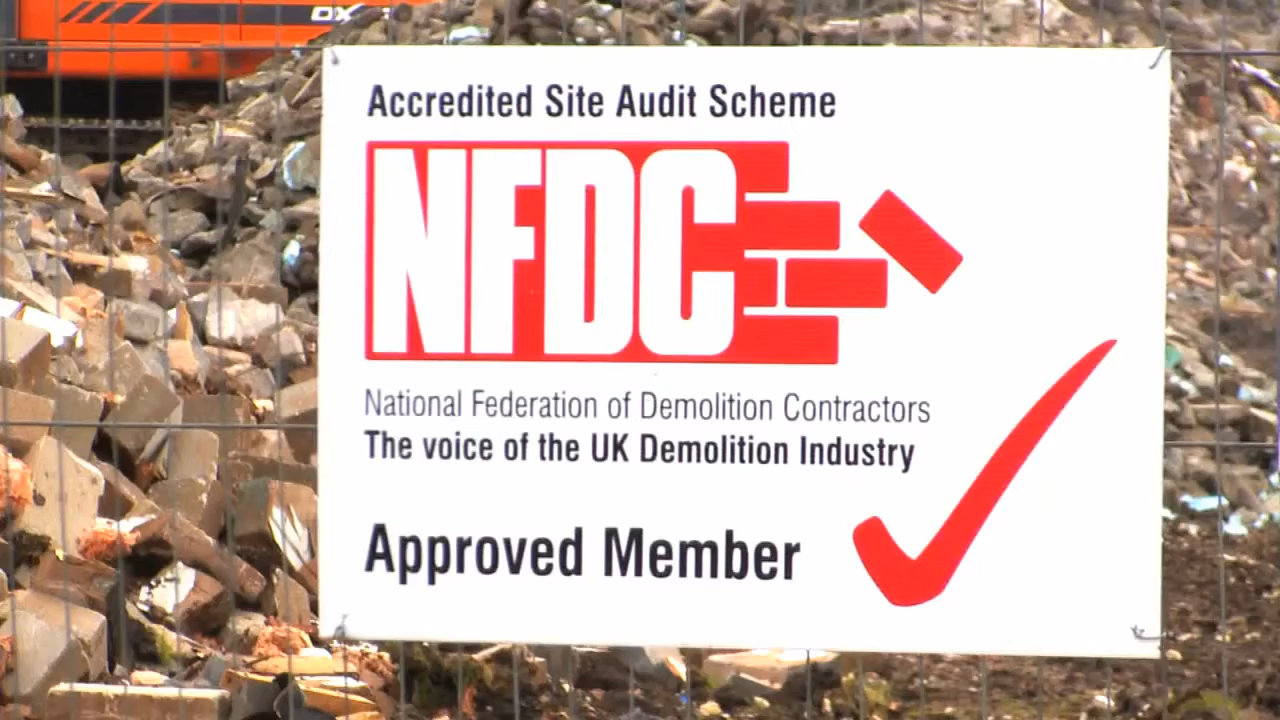 DX
Accredited Site Audit Scheme
NFDC
National Federation of Demolition Contractors
The voice of the UK Demolition Industry
Approved Member